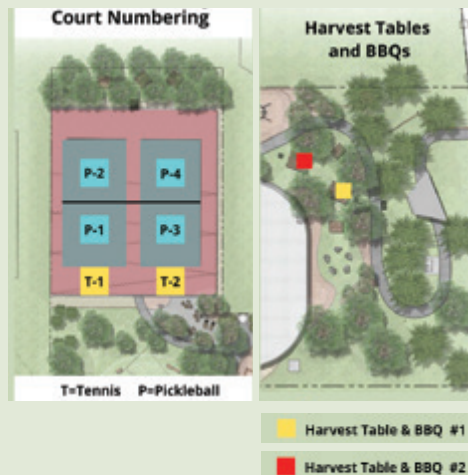 Court Numbering
P-2 P-4
P-1 P-3
T-1 T-2
T=Tennis P=Pickleball
Harvest Tables
and BBQs
Harvest Table & BBQ #1
Harvest Table & BBQ #2